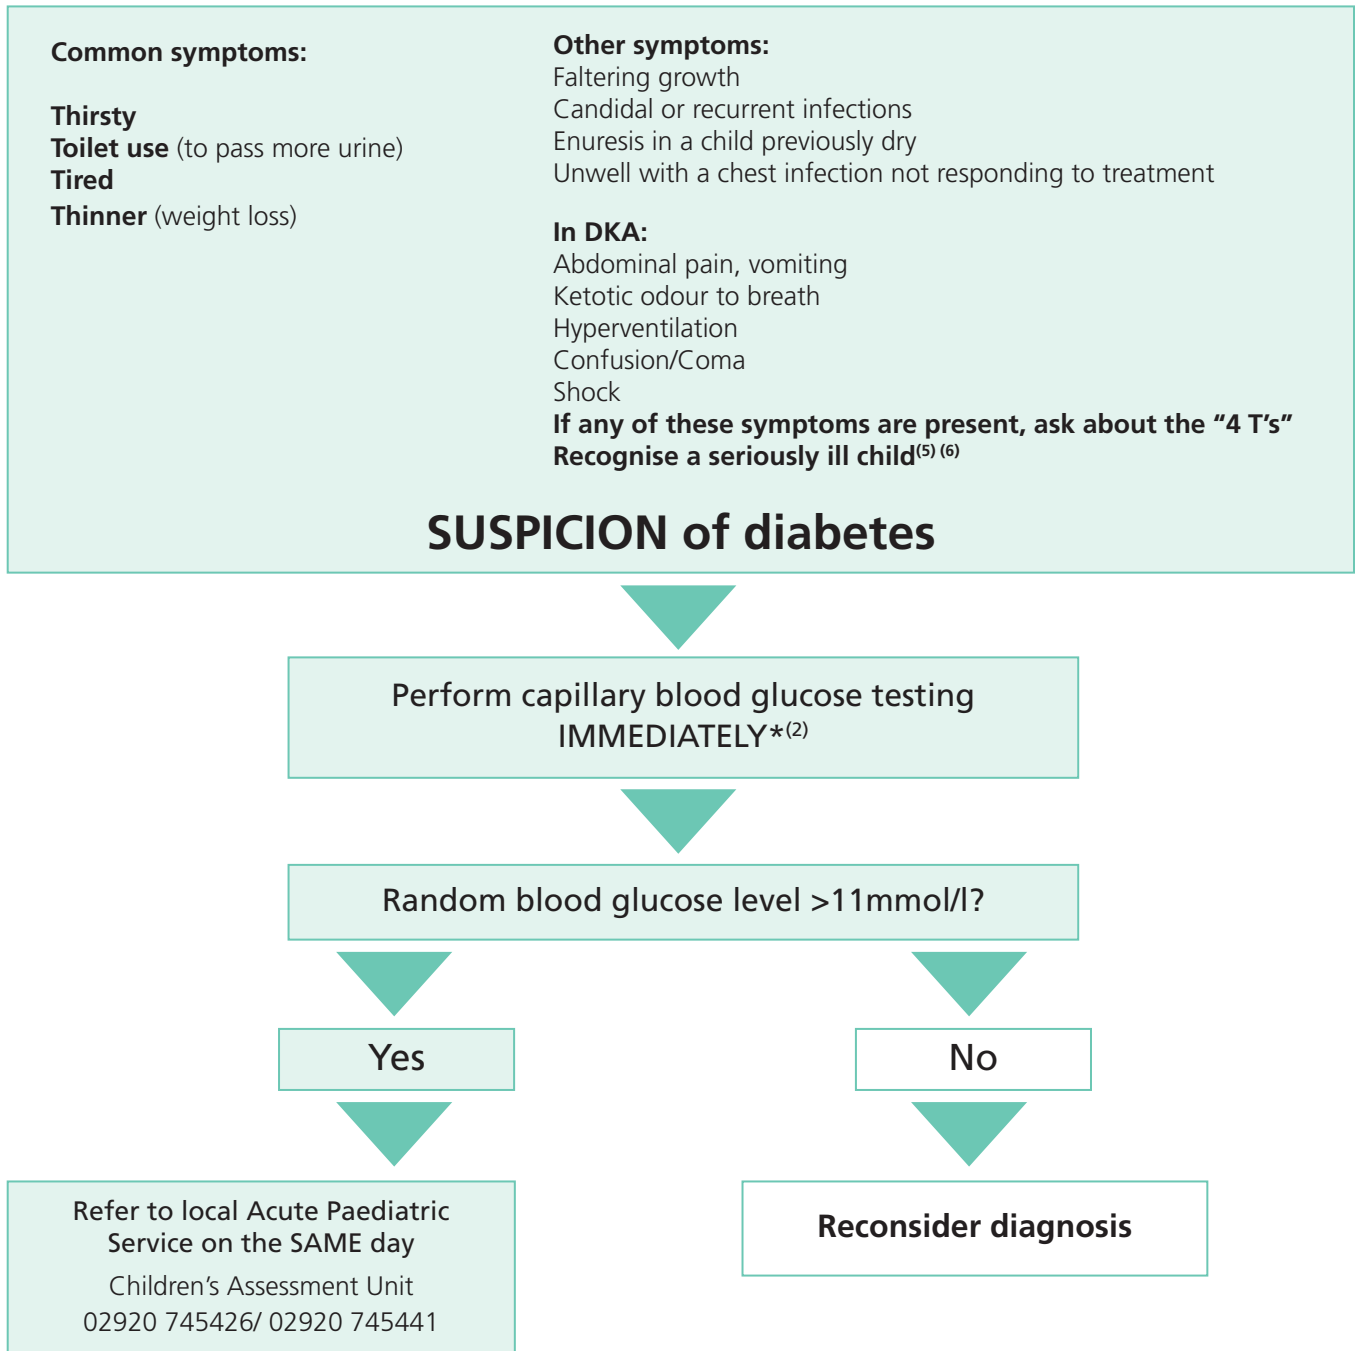 Common symptoms:
Thirsty
Toilet use (to pass more urine)
Tired
Thinner (weight loss)
Other symptoms:
Faltering growth
Candidal or recurrent infections
Enuresis in a child previously dry
Unwell with a chest infection not responding to treatment
In DKA:
Abdominal pain, vomiting
Ketotic odour to breath
Hyperventilation
Confusion/Coma
Shock
If any of these symptoms are present, ask about the "4 T's"
Recognise a seriously ill child(5) (6)
SUSPICION of diabetes
Perform capillary blood glucose testing
IMMEDIATELY*(2)
Random blood glucose level >11mmol/l?
Yes
No
Refer to local Acute Paediatric
Service on the SAME day
Children's Assessment Unit
02920 745426/ 02920 745441
Reconsider diagnosis